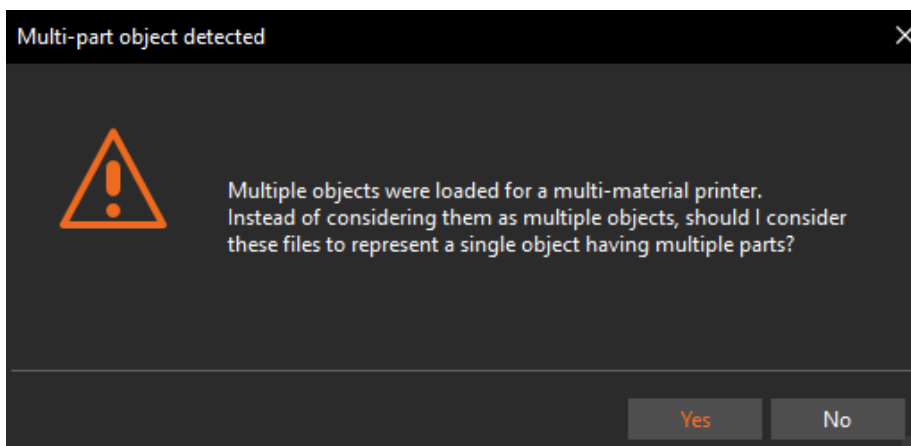 Multi-part object detected
Multiple objects were loaded for a multi-material printer.
Instead of considering them as multiple objects, should I consider
these files to represent a single object having multiple parts?
Yes
No